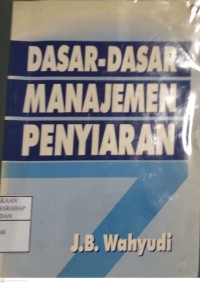 DASAR-DASAR
MANAJEMEN
PENYIARAN
J.B. Wahyudi